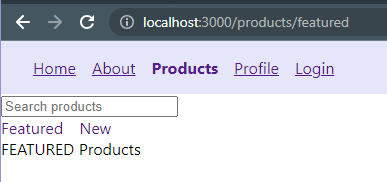 localhost:3000/products/featured
Home About Products Profile Login
Search products
Featured New
FEATURED Products